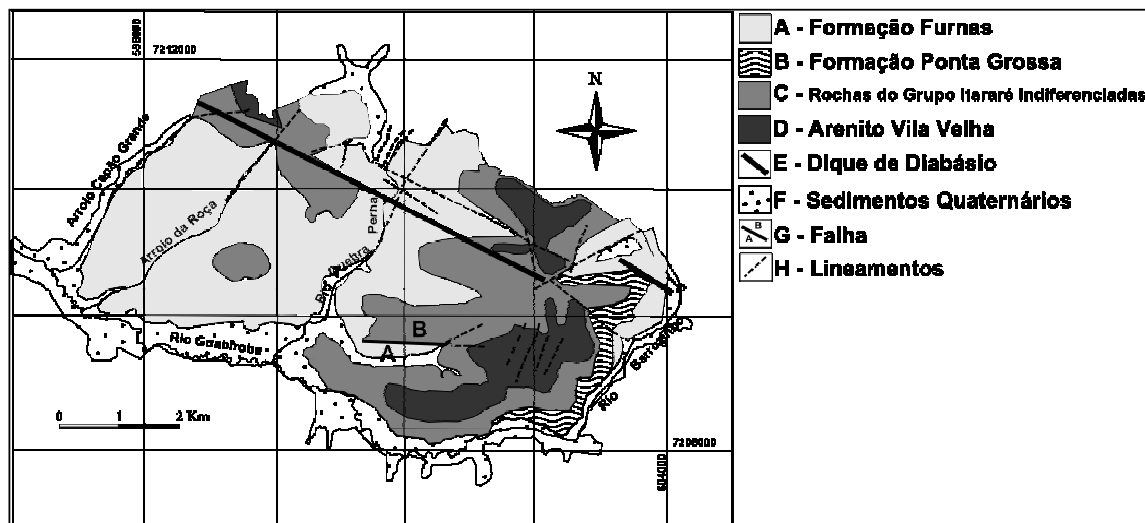 7212000
N
Arroio Capão Grande
Arroio da Roça
Perna
Quebra
Rio Guabiroba
B
A
0 1 2 Km
Rio
7206000
604000
A - Formação Furnas
B - Formação Ponta Grossa
C - Rochas do Grupo Itararé Indiferenciadas
D - Arenito Vila Velha
E - Dique de Diabásio
F - Sedimentos Quaternários
B
A
G - Falha
H - Lineamentos